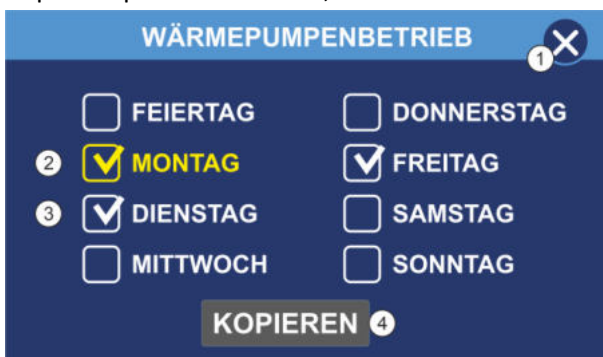 WÄRMEPUMPENBETRIEB
1
FEIERTAG
DONNERSTAG
2 MONTAG
FREITAG
3 DIENSTAG
SAMSTAG
MITTWOCH
SONNTAG
KOPIEREN 4